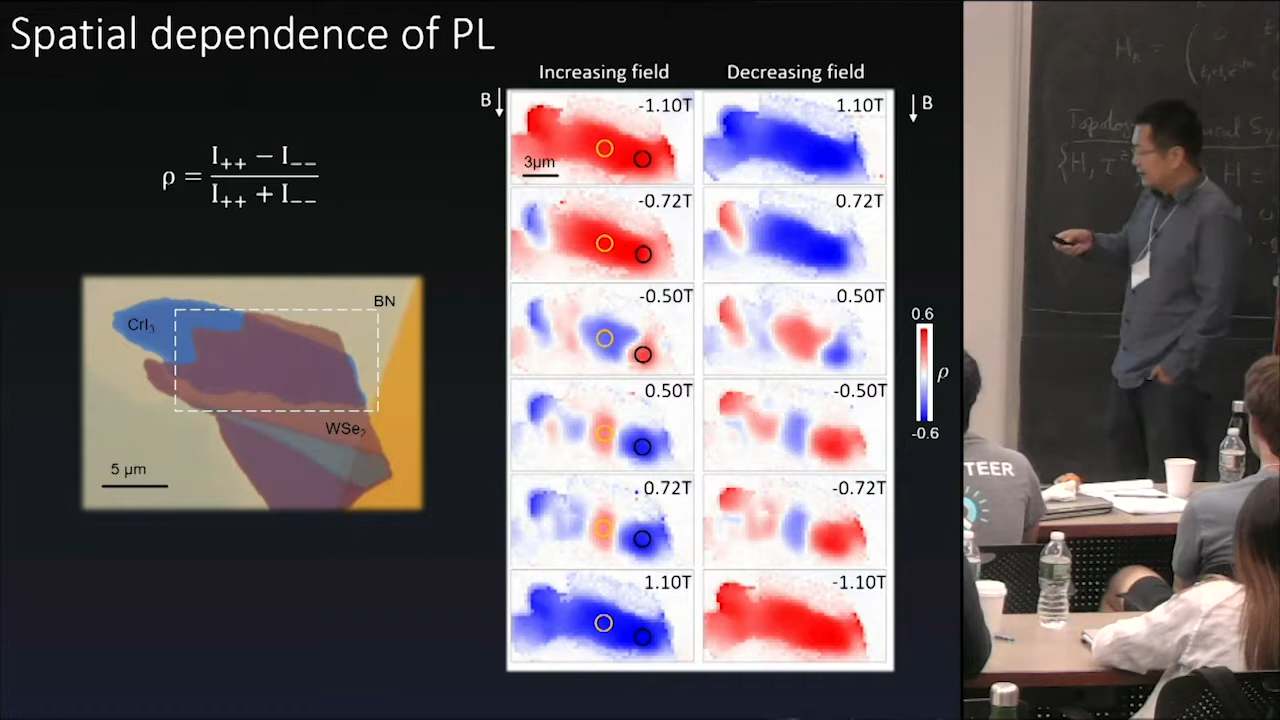 Spatial dependence of PL
Increasing field
Decreasing field
B
B
ρ = (I₊₊ − I₋₋) / (I₊₊ + I₋₋)
-1.10T
1.10T
3µm
-0.72T
0.72T
-0.50T
0.50T
0.50T
-0.50T
0.72T
-0.72T
1.10T
-1.10T
0.6
ρ
-0.6
CrI₃
BN
WSe₂
5 µm
TEER